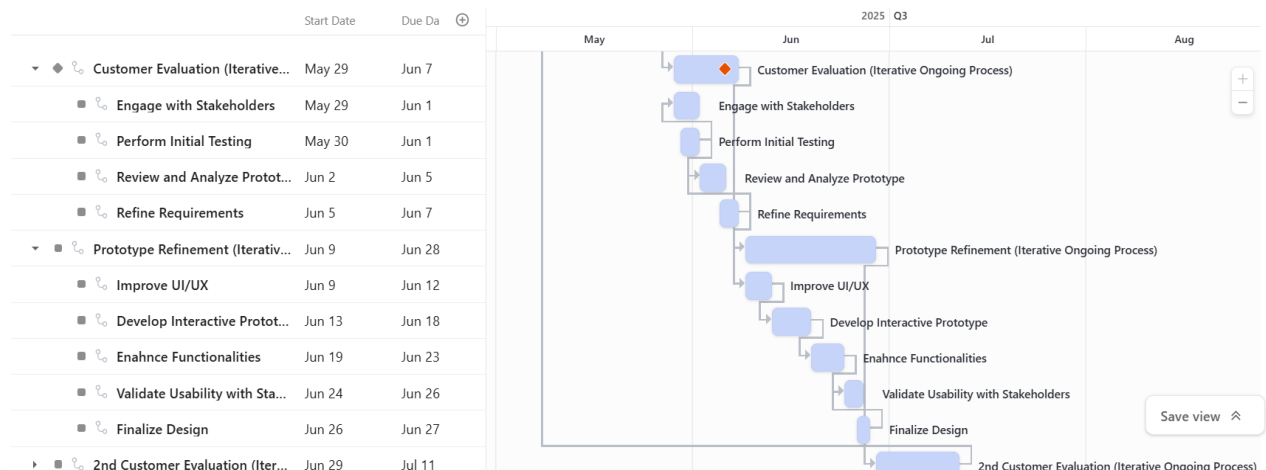 Start Date Due Da
2025 Q3
May Jun Jul Aug
Customer Evaluation (Iterative... May 29 Jun 7
Customer Evaluation (Iterative Ongoing Process)
Engage with Stakeholders May 29 Jun 1
Engage with Stakeholders
Perform Initial Testing May 30 Jun 1
Perform Initial Testing
Review and Analyze Protot... Jun 2 Jun 5
Review and Analyze Prototype
Refine Requirements Jun 5 Jun 7
Refine Requirements
Prototype Refinement (Iterativ... Jun 9 Jun 28
Prototype Refinement (Iterative Ongoing Process)
Improve UI/UX Jun 9 Jun 12
Improve UI/UX
Develop Interactive Protot... Jun 13 Jun 18
Develop Interactive Prototype
Enahnce Functionalities Jun 19 Jun 23
Enahnce Functionalities
Validate Usability with Sta... Jun 24 Jun 26
Validate Usability with Stakeholders
Finalize Design Jun 26 Jun 27
Finalize Design
Save view
2nd Customer Evaluation (Iter... Jun 29 Jul 11
2nd Customer Evaluation (Iterative Ongoing Process)